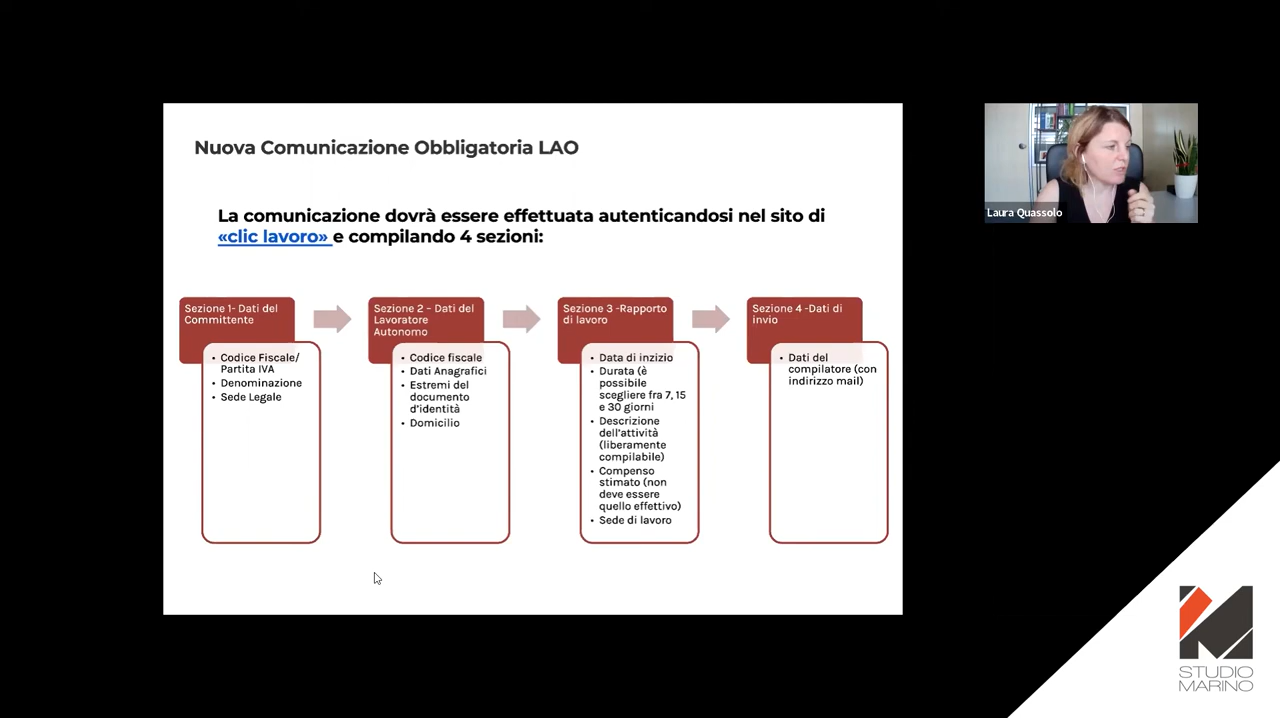 Nuova Comunicazione Obbligatoria LAO
La comunicazione dovrà essere effettuata autenticandosi nel sito di
«clic lavoro» e compilando 4 sezioni:
Sezione 1- Dati del
Committente
• Codice Fiscale/
Partita IVA
• Denominazione
• Sede Legale
Sezione 2 – Dati del
Lavoratore
Autonomo
• Codice fiscale
• Dati Anagrafici
• Estremi del
documento
d'identità
• Domicilio
Sezione 3 -Rapporto
di lavoro
• Data di inzizio
• Durata (è
possibile
scegliere fra 7, 15
e 30 giorni
• Descrizione
dell'attività
(liberamente
compilabile)
• Compenso
stimato (non
deve essere
quello effettivo)
• Sede di lavoro
Sezione 4 -Dati di
invio
• Dati del
compilatore (con
indirizzo mail)
Laura Quassolo
STUDIO
MARINO